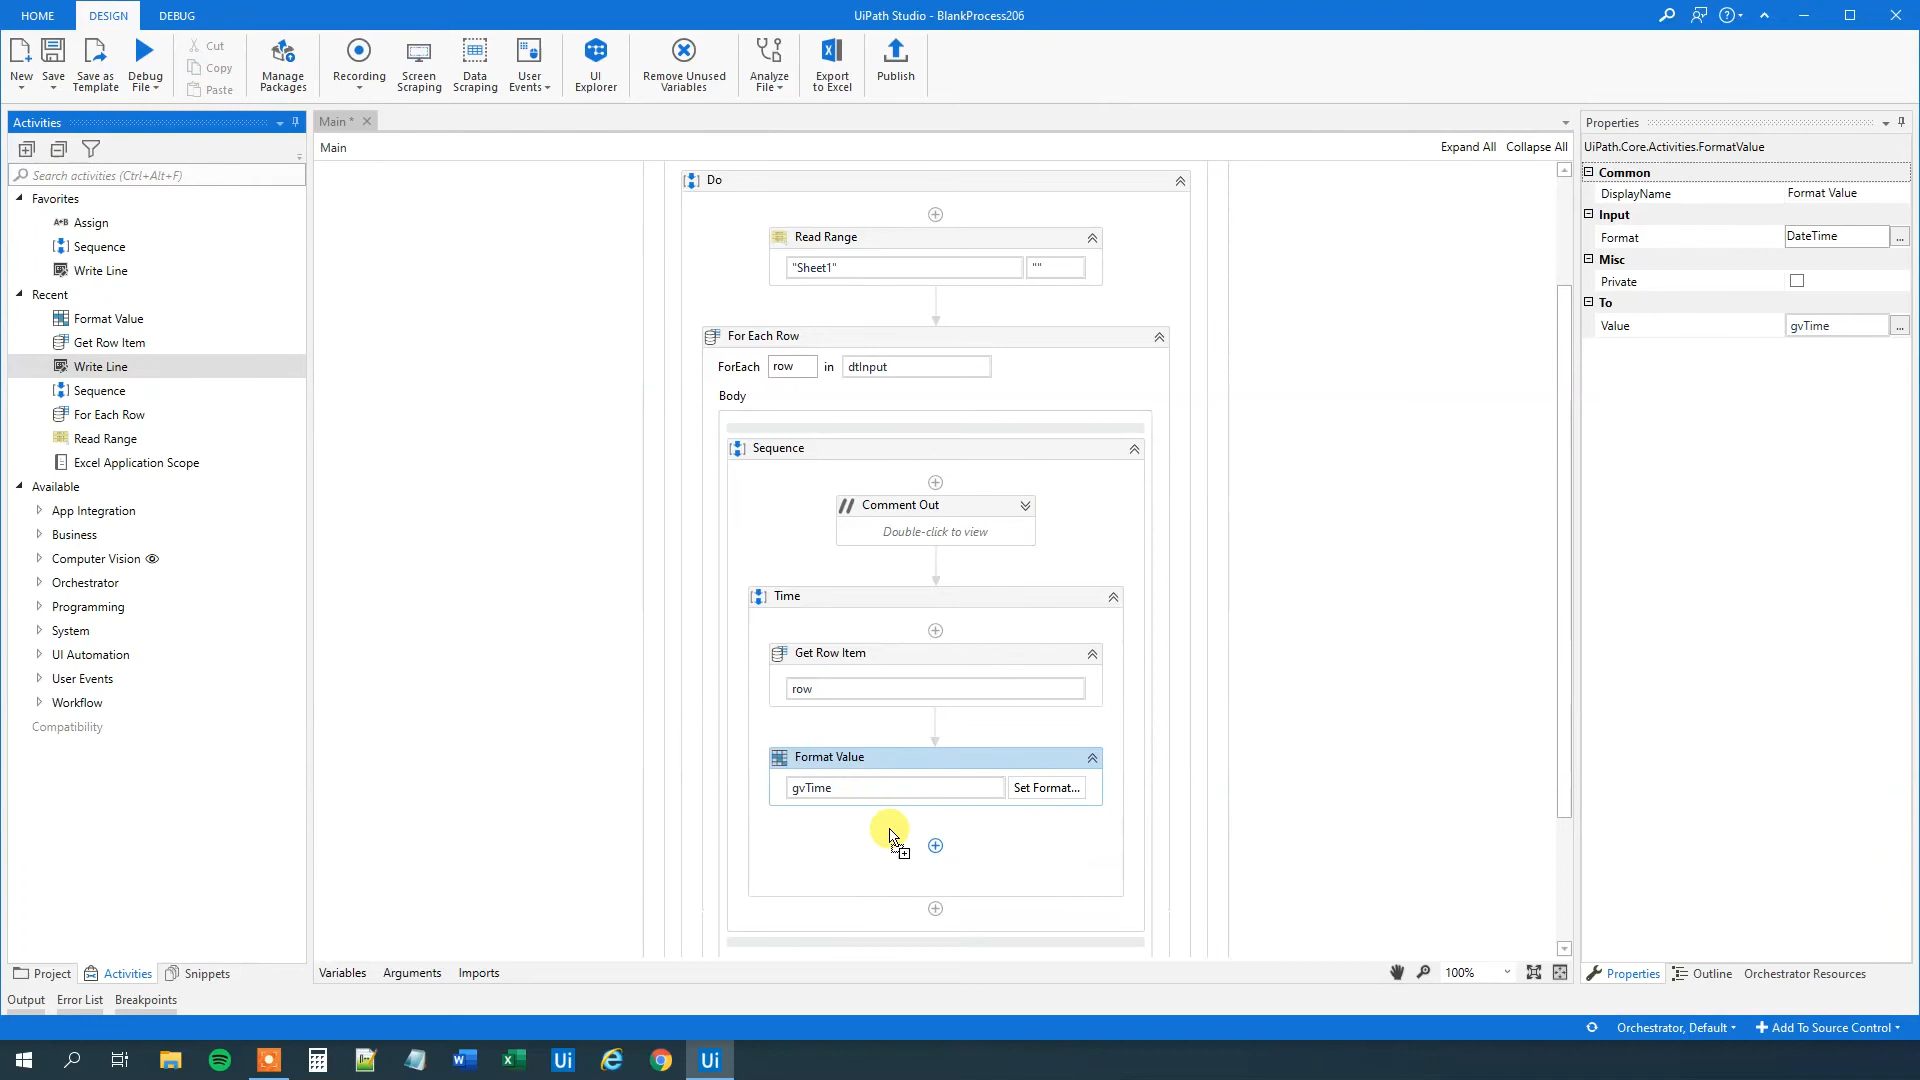 HOME
DESIGN
DEBUG
UiPath Studio - BlankProcess206
New
Save
Save as Template
Debug File
Cut
Copy
Paste
Manage Packages
Recording
Screen Scraping
Data Scraping
User Events
UI Explorer
Remove Unused Variables
Analyze File
Export to Excel
Publish
Activities
Search activities (Ctrl+Alt+F)
Favorites
A+B Assign
Sequence
Write Line
Recent
Format Value
Get Row Item
Write Line
Sequence
For Each Row
Read Range
Excel Application Scope
Available
App Integration
Business
Computer Vision
Orchestrator
Programming
System
UI Automation
User Events
Workflow
Compatibility
Project
Activities
Snippets
Main *
Main
Expand All
Collapse All
Do
Read Range
"Sheet1"
""
For Each Row
ForEach row in dtInput
Body
Sequence
// Comment Out
Double-click to view
Time
Get Row Item
row
Format Value
gvTime
Set Format...
Variables
Arguments
Imports
100%
Properties
UiPath.Core.Activities.FormatValue
Common
DisplayName Format Value
Input
Format DateTime ...
Misc
Private
To
Value gvTime ...
Properties
Outline
Orchestrator Resources
Output
Error List
Breakpoints
Orchestrator, Default
Add To Source Control
Ui
Ui